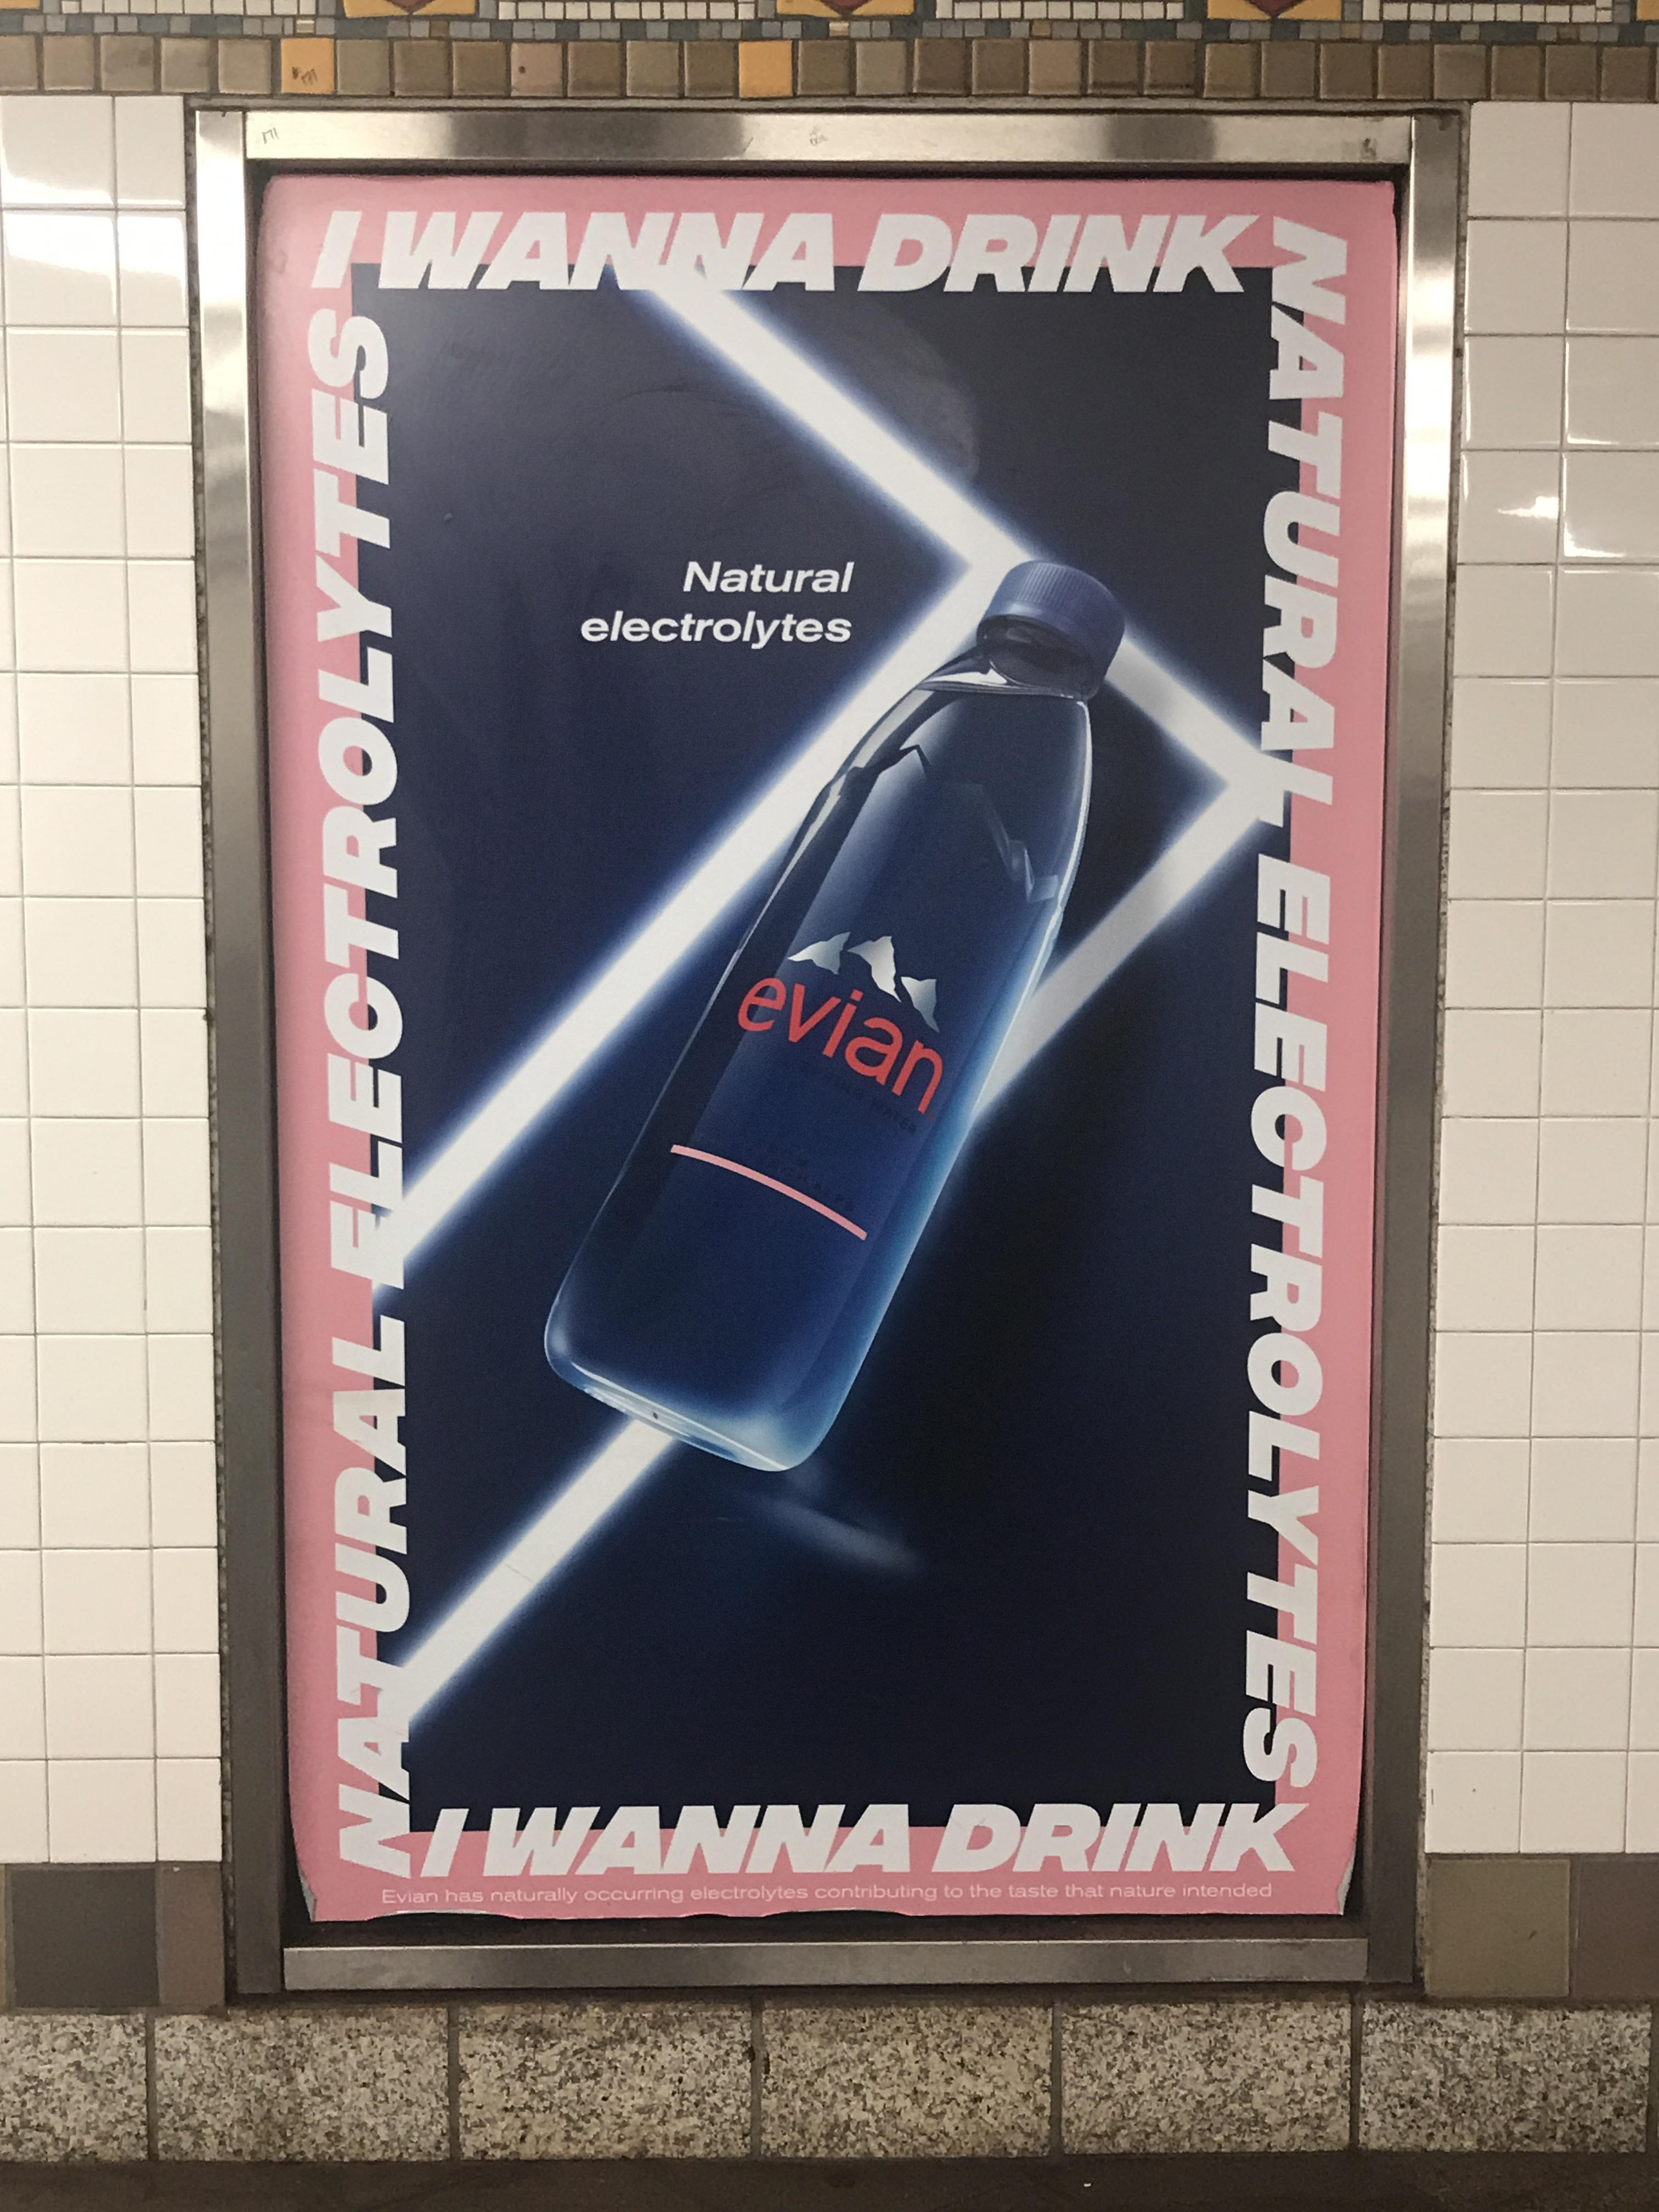 I WANNA DRINK
NATURAL ELECTROLYTES
Natural
electrolytes
evian
I WANNA DRINK
NATURAL ELECTROLYTES
Evian has naturally occurring electrolytes contributing to the taste that nature intended